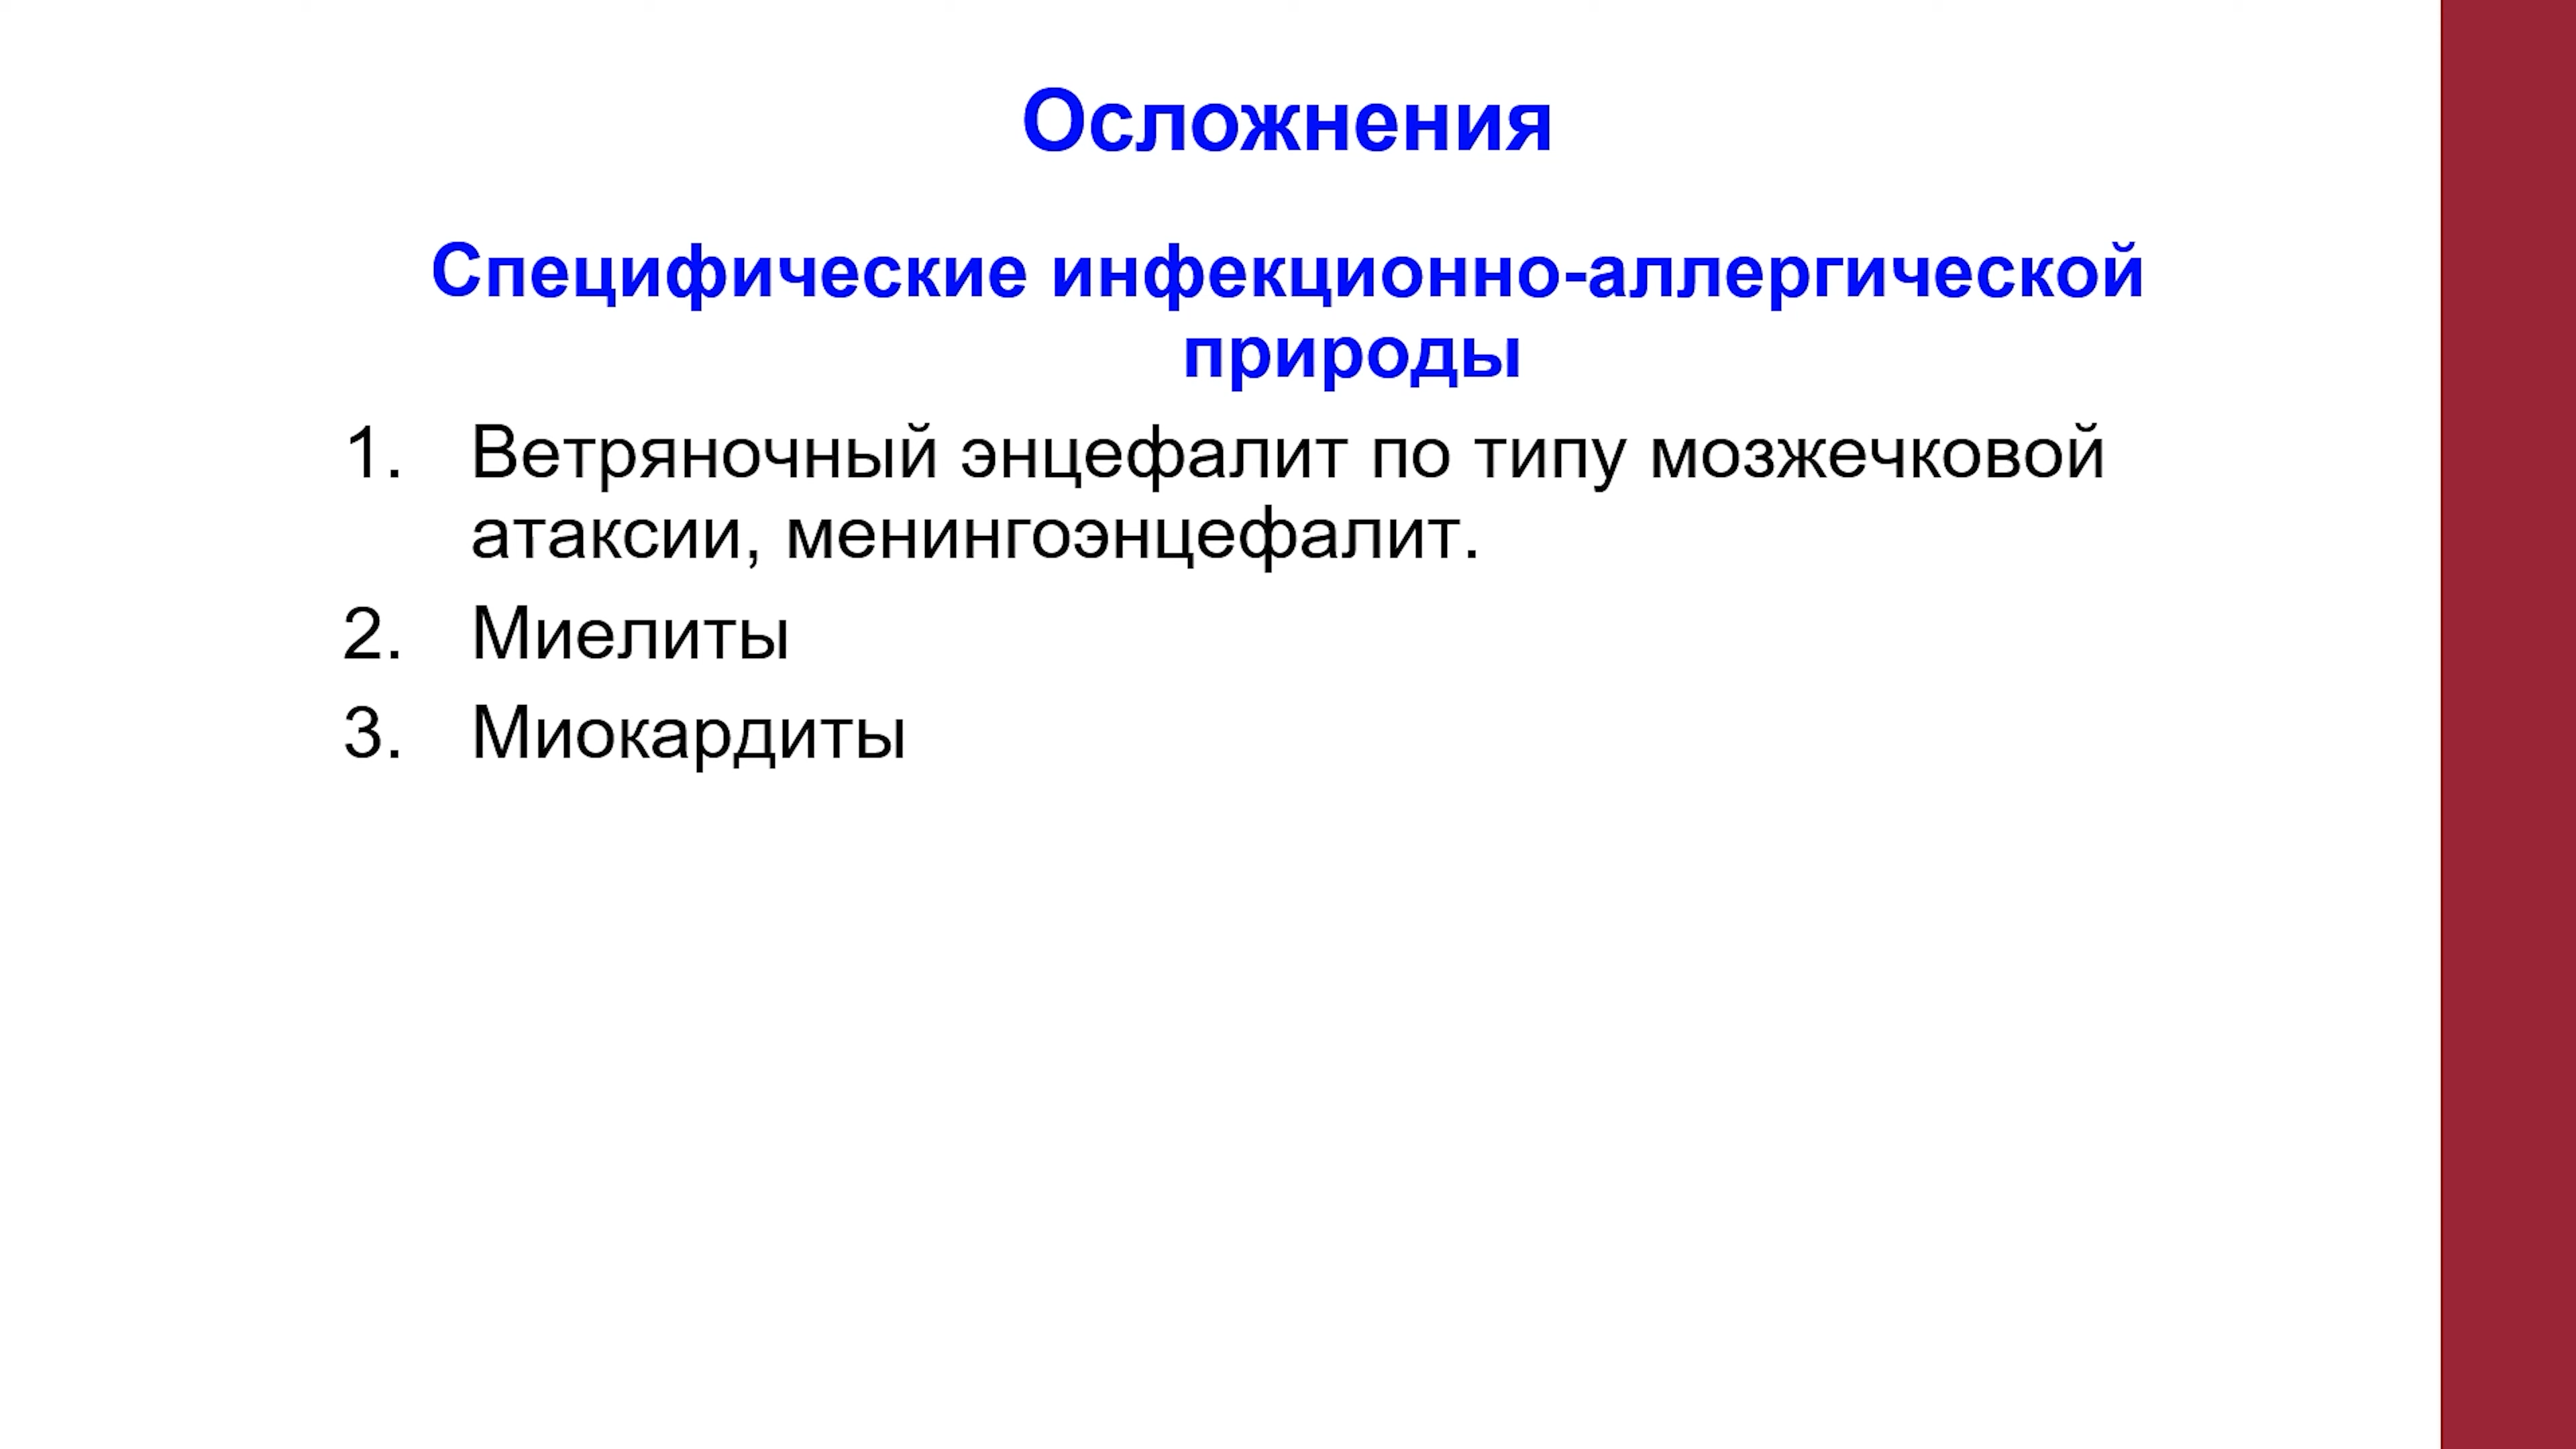 Осложнения
Специфические инфекционно-аллергической
природы
1. Ветряночный энцефалит по типу мозжечковой
атаксии, менингоэнцефалит.
2. Миелиты
3. Миокардиты